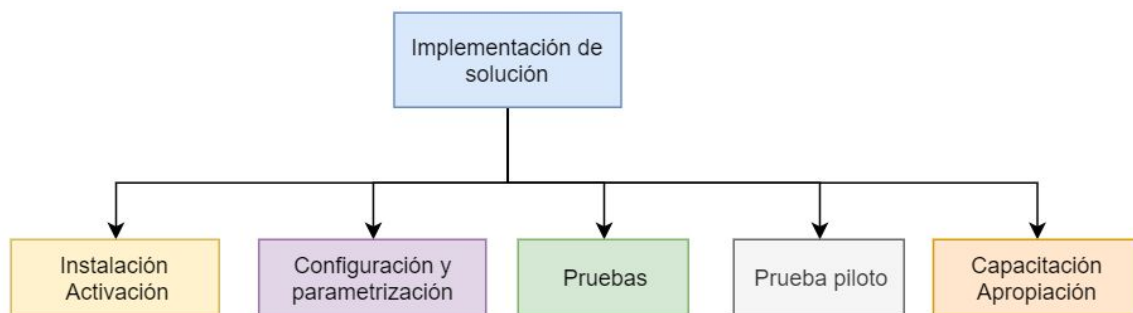 Implementación de
solución
Instalación
Activación
Configuración y
parametrización
Pruebas
Prueba piloto
Capacitación
Apropiación